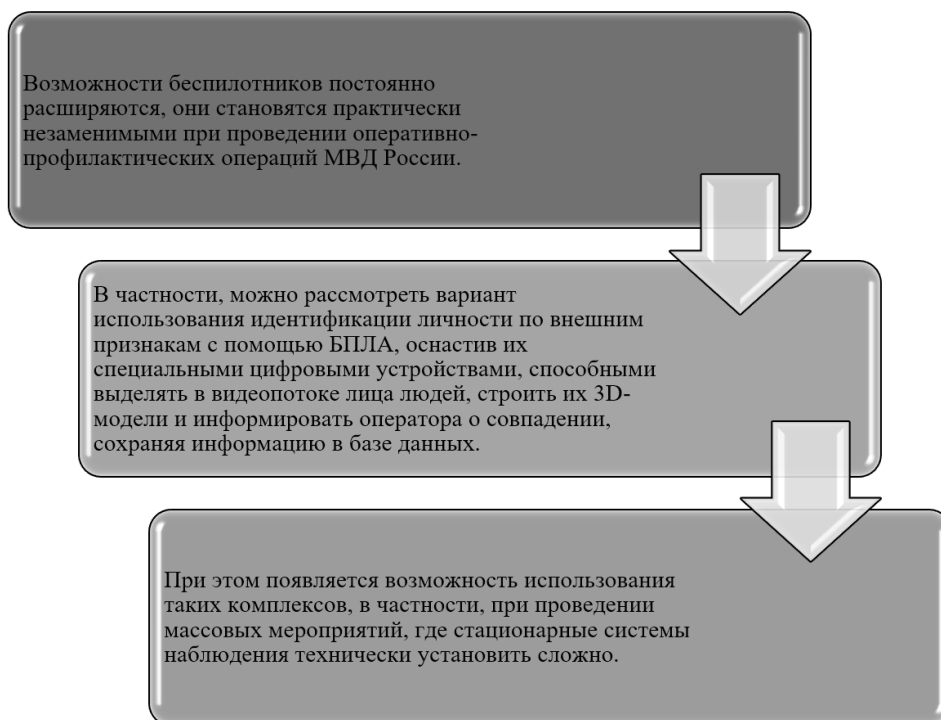 Возможности беспилотников постоянно
расширяются, они становятся практически
незаменимыми при проведении оперативно-
профилактических операций МВД России.
В частности, можно рассмотреть вариант
использования идентификации личности по внешним
признакам с помощью БПЛА, оснастив их
специальными цифровыми устройствами, способными
выделять в видеопотоке лица людей, строить их 3D-
модели и информировать оператора о совпадении,
сохраняя информацию в базе данных.
При этом появляется возможность использования
таких комплексов, в частности, при проведении
массовых мероприятий, где стационарные системы
наблюдения технически установить сложно.